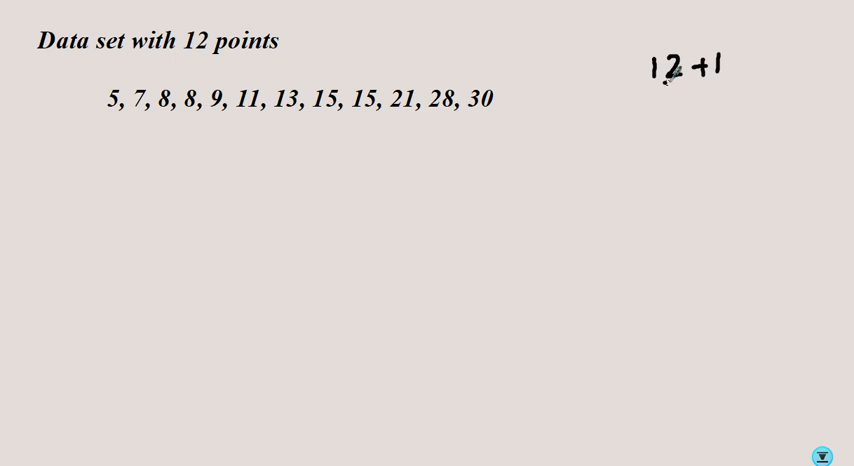 Data set with 12 points
12+1
5, 7, 8, 8, 9, 11, 13, 15, 15, 21, 28, 30